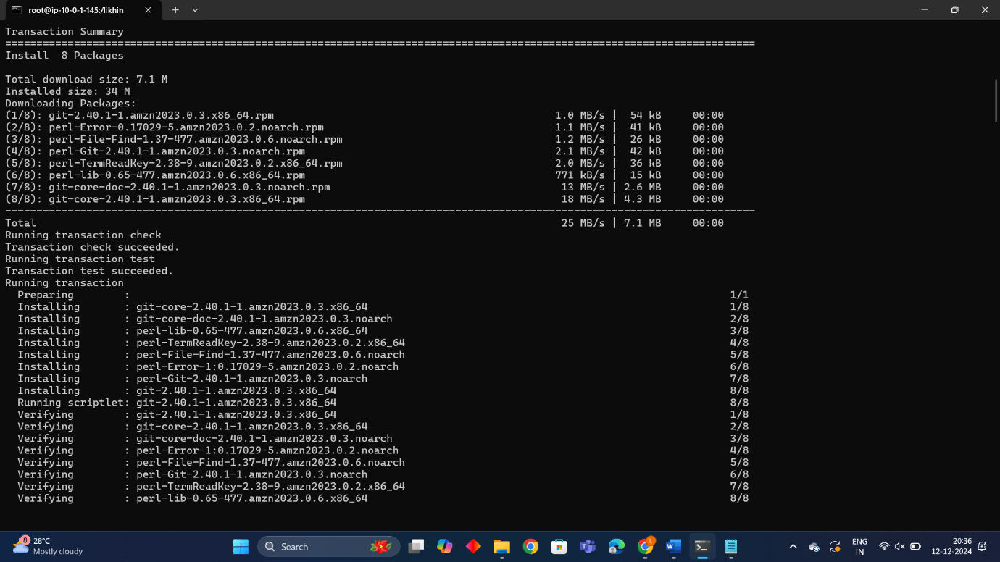 root@ip-10-0-1-145:/likhin
Transaction Summary
================================================================================================================================
Install  8 Packages
Total download size: 7.1 M
Installed size: 34 M
Downloading Packages:
(1/8): git-2.40.1-1.amzn2023.0.3.x86_64.rpm 1.0 MB/s | 54 kB 00:00
(2/8): perl-Error-0.17029-5.amzn2023.0.2.noarch.rpm 1.1 MB/s | 41 kB 00:00
(3/8): perl-File-Find-1.37-477.amzn2023.0.6.noarch.rpm 1.2 MB/s | 26 kB 00:00
(4/8): perl-Git-2.40.1-1.amzn2023.0.3.noarch.rpm 2.1 MB/s | 42 kB 00:00
(5/8): perl-TermReadKey-2.38-9.amzn2023.0.2.x86_64.rpm 2.0 MB/s | 36 kB 00:00
(6/8): perl-lib-0.65-477.amzn2023.0.6.x86_64.rpm 771 kB/s | 15 kB 00:00
(7/8): git-core-doc-2.40.1-1.amzn2023.0.3.noarch.rpm 13 MB/s | 2.6 MB 00:00
(8/8): git-core-2.40.1-1.amzn2023.0.3.x86_64.rpm 18 MB/s | 4.3 MB 00:00
--------------------------------------------------------------------------------------------------------------------------------
Total 25 MB/s | 7.1 MB 00:00
Running transaction check
Transaction check succeeded.
Running transaction test
Transaction test succeeded.
Running transaction
Preparing : 1/1
Installing : git-core-2.40.1-1.amzn2023.0.3.x86_64 1/8
Installing : git-core-doc-2.40.1-1.amzn2023.0.3.noarch 2/8
Installing : perl-lib-0.65-477.amzn2023.0.6.x86_64 3/8
Installing : perl-TermReadKey-2.38-9.amzn2023.0.2.x86_64 4/8
Installing : perl-File-Find-1.37-477.amzn2023.0.6.noarch 5/8
Installing : perl-Error-1:0.17029-5.amzn2023.0.2.noarch 6/8
Installing : perl-Git-2.40.1-1.amzn2023.0.3.noarch 7/8
Installing : git-2.40.1-1.amzn2023.0.3.x86_64 8/8
Running scriptlet: git-2.40.1-1.amzn2023.0.3.x86_64 8/8
Verifying : git-2.40.1-1.amzn2023.0.3.x86_64 1/8
Verifying : git-core-2.40.1-1.amzn2023.0.3.x86_64 2/8
Verifying : git-core-doc-2.40.1-1.amzn2023.0.3.noarch 3/8
Verifying : perl-Error-1:0.17029-5.amzn2023.0.2.noarch 4/8
Verifying : perl-File-Find-1.37-477.amzn2023.0.6.noarch 5/8
Verifying : perl-Git-2.40.1-1.amzn2023.0.3.noarch 6/8
Verifying : perl-TermReadKey-2.38-9.amzn2023.0.2.x86_64 7/8
Verifying : perl-lib-0.65-477.amzn2023.0.6.x86_64 8/8
8 28°C
Mostly cloudy
Search
L
W
ENG
IN
20:36
12-12-2024